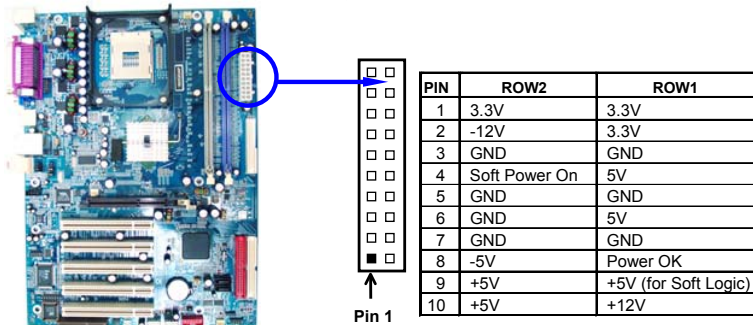 PIN ROW2 ROW1
1 3.3V 3.3V
2 -12V 3.3V
3 GND GND
4 Soft Power On 5V
5 GND GND
6 GND 5V
7 GND GND
8 -5V Power OK
9 +5V +5V (for Soft Logic)
10 +5V +12V
Pin 1